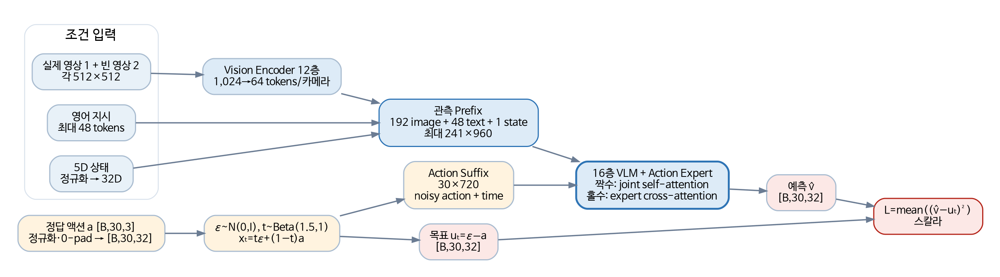 조건 입력
실제 영상 1 + 빈 영상 2
각 512×512
Vision Encoder 12층
1,024→64 tokens/카메라
영어 지시
최대 48 tokens
5D 상태
정규화 → 32D
관측 Prefix
192 image + 48 text + 1 state
최대 241×960
정답 액션 a [B,30,3]
정규화·0-pad → [B,30,32]
ε~N(0,I), t~Beta(1.5,1)
xₜ=tε+(1−t)a
Action Suffix
30×720
noisy action + time
목표 uₜ=ε−a
[B,30,32]
16층 VLM + Action Expert
짝수: joint self-attention
홀수: expert cross-attention
예측 v̂
[B,30,32]
L=mean((v̂−uₜ)²)
스칼라